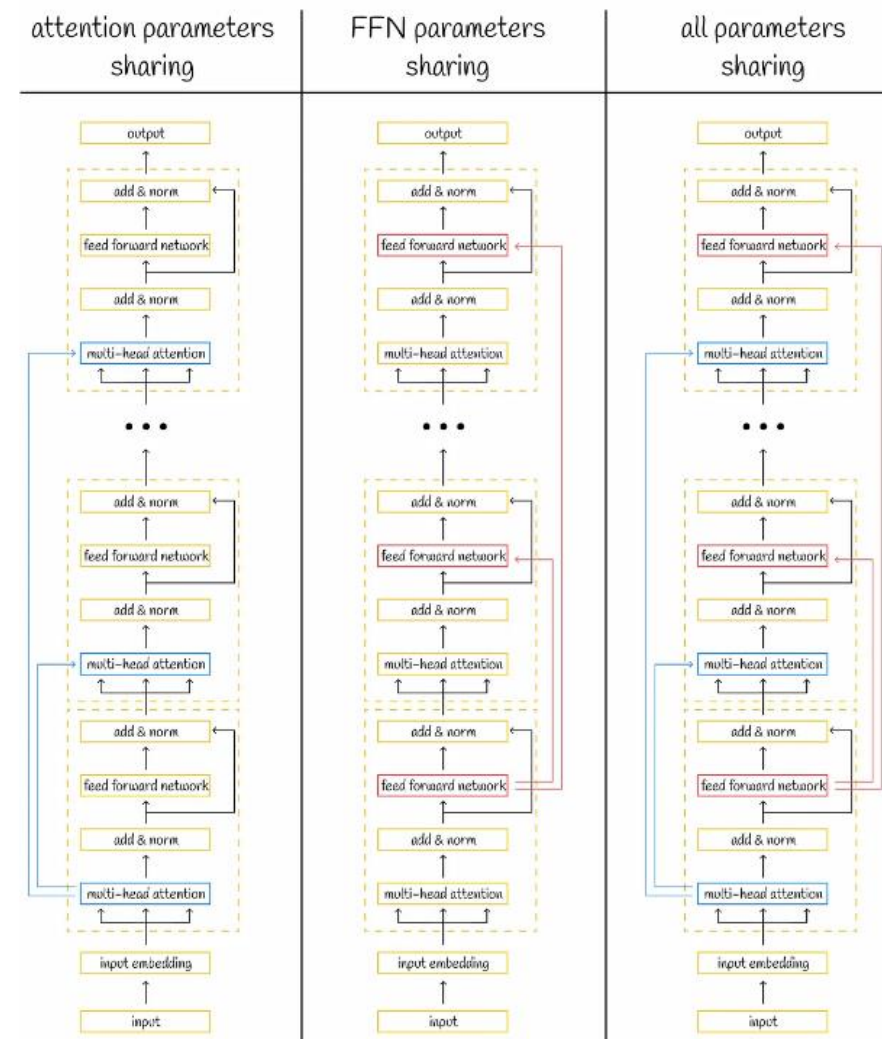 attention parameters
sharing
output
add & norm
feed forward network
add & norm
multi-head attention
...
add & norm
feed forward network
add & norm
multi-head attention
add & norm
feed forward network
add & norm
multi-head attention
input embedding
input
FFN parameters
sharing
output
add & norm
feed forward network
add & norm
multi-head attention
...
add & norm
feed forward network
add & norm
multi-head attention
add & norm
feed forward network
add & norm
multi-head attention
input embedding
input
all parameters
sharing
output
add & norm
feed forward network
add & norm
multi-head attention
...
add & norm
feed forward network
add & norm
multi-head attention
add & norm
feed forward network
add & norm
multi-head attention
input embedding
input